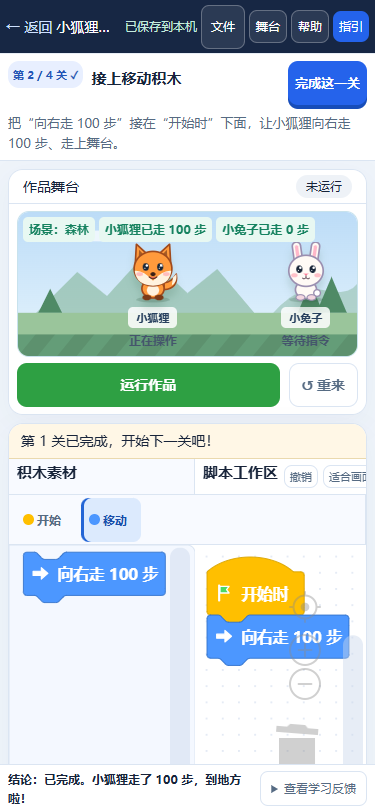 ← 返回 小狐狸... 已保存到本机 文件 舞台 帮助 指引
第 2 / 4 关 ✓ 接上移动积木 完成这一关
把“向右走 100 步”接在“开始时”下面，让小狐狸向右走
100 步、走上舞台。
作品舞台 未运行
场景：森林 小狐狸已走 100 步 小兔子已走 0 步
小狐狸 小兔子
正在操作 等待指令
运行作品 ↺ 重来
第 1 关已完成，开始下一关吧！
积木素材 脚本工作区 撤销 适合画面
开始 移动
向右走 100 步
开始时
向右走 100 步
结论：已完成。小狐狸走了 100 步，到地方
啦！
▶ 查看学习反馈